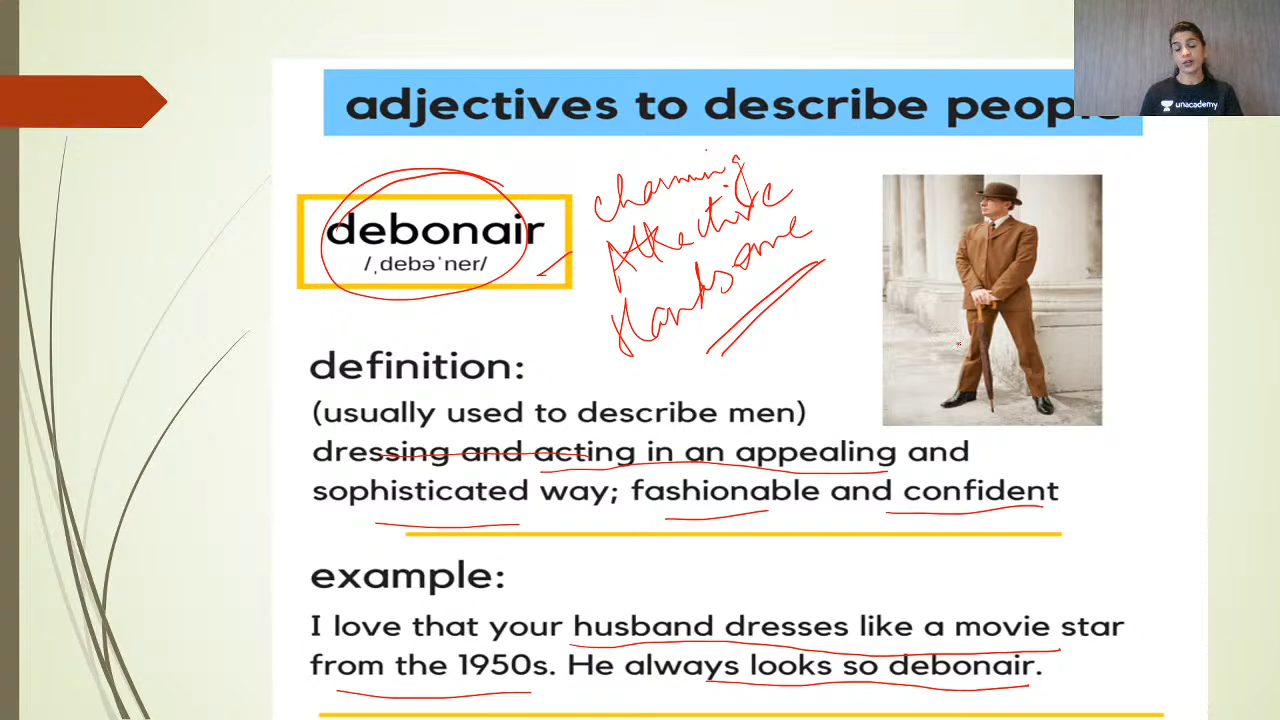 adjectives to describe people
unacademy
debonair
/ˌdebəˈner/
charming
Attractive
Handsome
definition:
(usually used to describe men)
dressing and acting in an appealing and
sophisticated way; fashionable and confident
example:
I love that your husband dresses like a movie star
from the 1950s. He always looks so debonair.